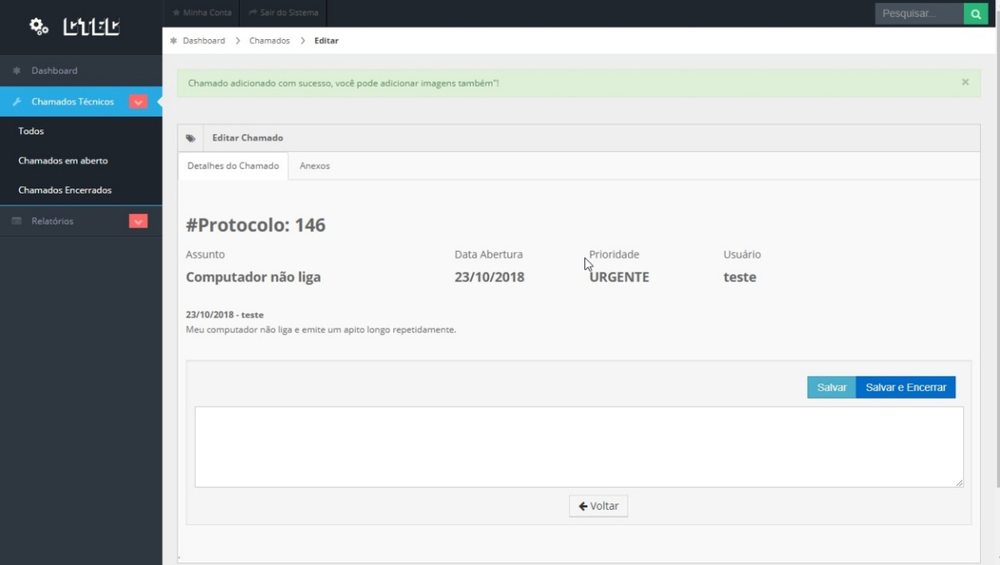 ETEC
Minha Conta Sair do Sistema Pesquisar...
Dashboard > Chamados > Editar
Dashboard
Chamado adicionado com sucesso, você pode adicionar imagens também"! ×
Chamados Técnicos
Todos
Chamados em aberto
Chamados Encerrados
Relatórios
Editar Chamado
Detalhes do Chamado Anexos
#Protocolo: 146
Assunto Data Abertura Prioridade Usuário
Computador não liga 23/10/2018 URGENTE teste
23/10/2018 - teste
Meu computador não liga e emite um apito longo repetidamente.
Salvar Salvar e Encerrar
Voltar